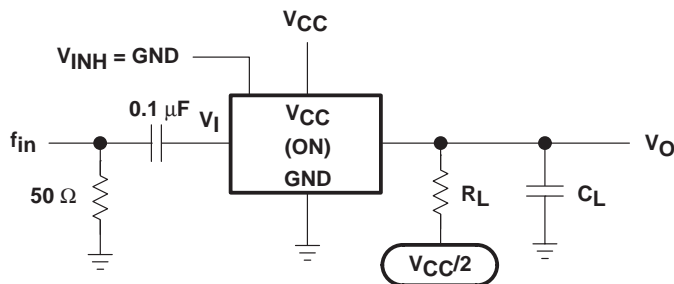 VCC
VINH = GND
0.1 μF
VI
VCC
fin
(ON)
VO
GND
50 Ω
RL
CL
VCC/2